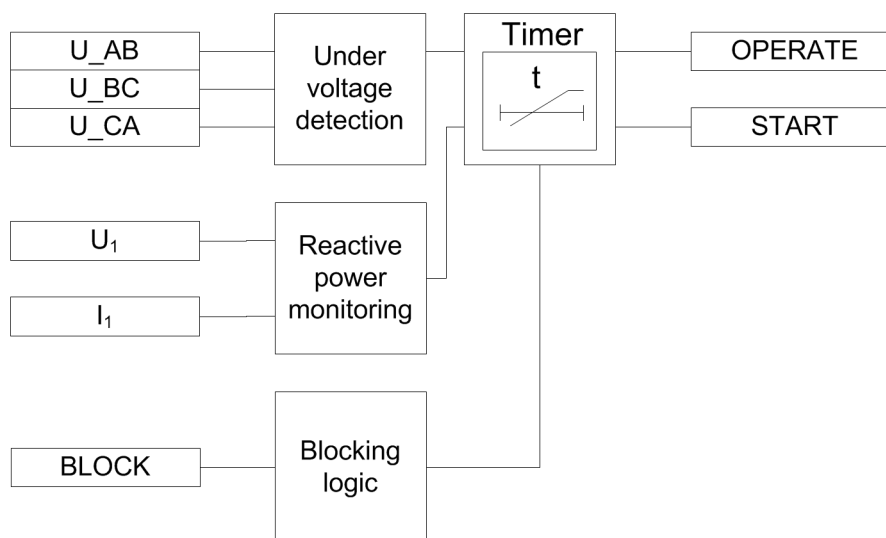 U_AB
U_BC
U_CA
Under
voltage
detection
Timer
t
OPERATE
START
U₁
I₁
Reactive
power
monitoring
BLOCK
Blocking
logic